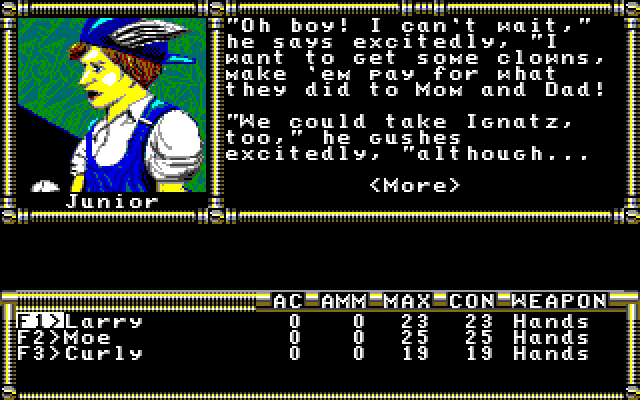 "Oh boy! I can't wait,"
he says excitedly, "I
want to get some clowns,
make 'em pay for what
they did to Mom and Dad!
"We could take Ignatz,
too," he gushes
excitedly, "although...
<More>
Junior
AC AMM MAX CON WEAPON
F1>Larry 0 0 23 23 Hands
F2>Moe 0 0 25 25 Hands
F3>Curly 0 0 19 19 Hands